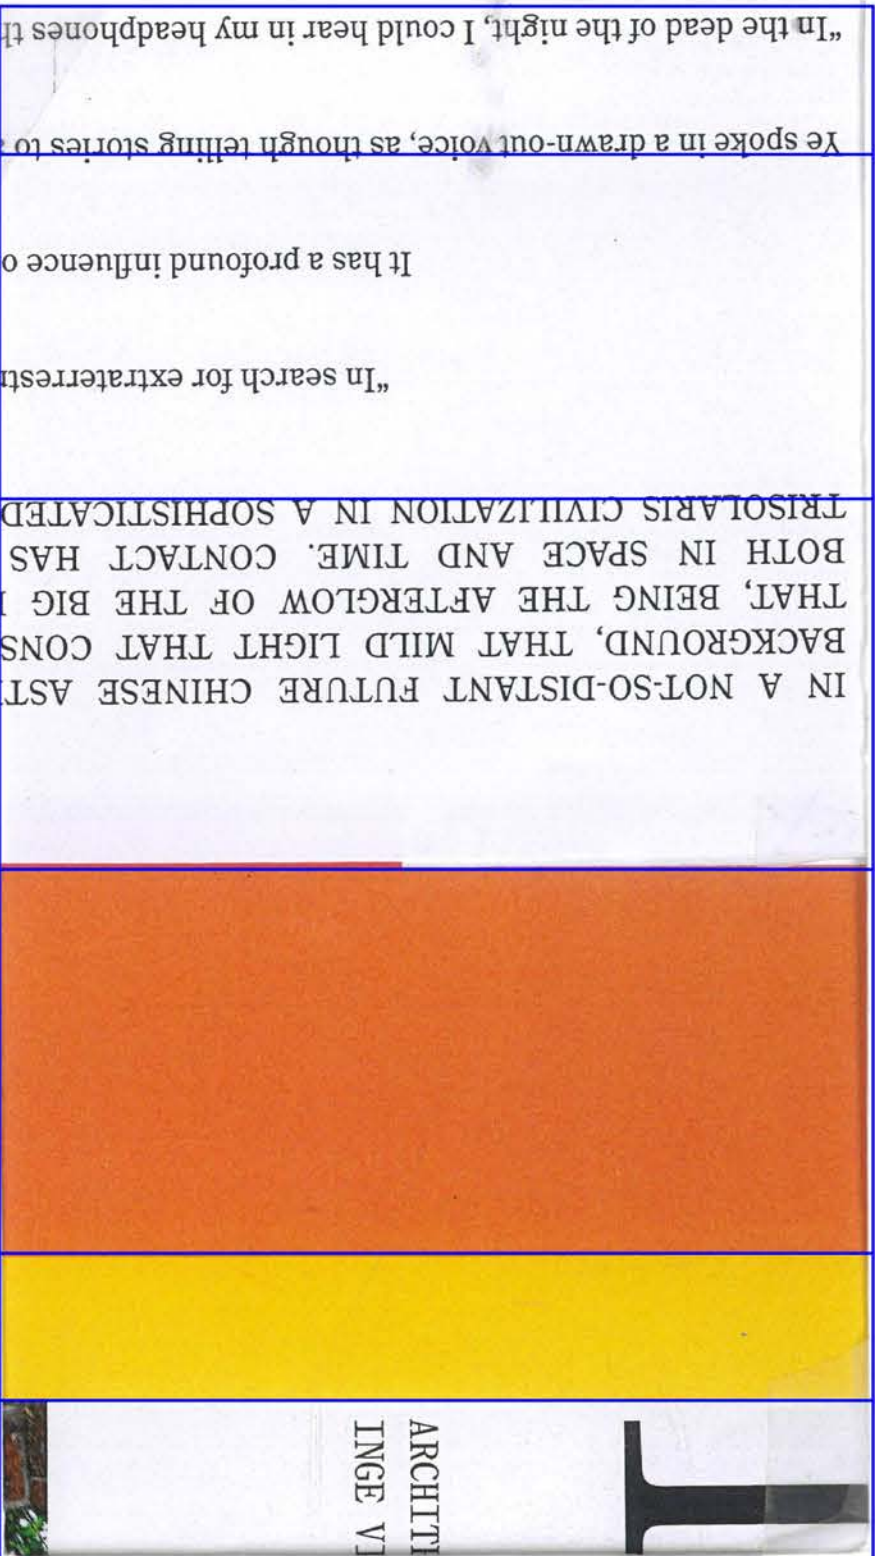 IN A NOT-SO-DISTANT FUTURE CHINESE AST
BACKGROUND, THAT MILD LIGHT THAT CONS
THAT, BEING THE AFTERGLOW OF THE BIG
BOTH IN SPACE AND TIME. CONTACT HAS
TRISOLARIS CIVILIZATION IN A SOPHISTICATED
"In search for extraterrest
It has a profound influence o
Ye spoke in a drawn-out voice, as though telling stories to
"In the dead of the night, I could hear in my headphones th
ARCHIT
INGE V